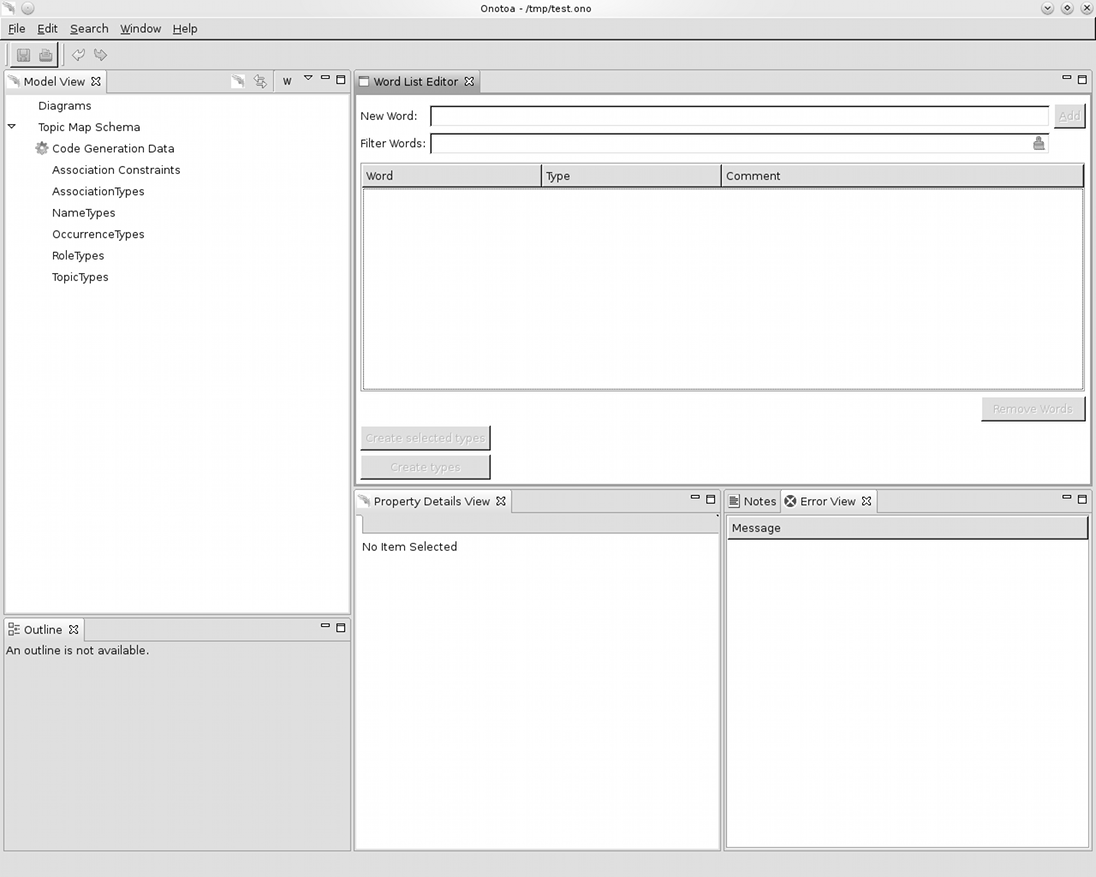 Onotoa - /tmp/test.ono
File Edit Search Window Help
Model View
W
Diagrams
Topic Map Schema
Code Generation Data
Association Constraints
AssociationTypes
NameTypes
OccurrenceTypes
RoleTypes
TopicTypes
Outline
An outline is not available.
Word List Editor
New Word:
Add
Filter Words:
Word Type Comment
Remove Words
Create selected types
Create types
Property Details View
No Item Selected
Notes Error View
Message